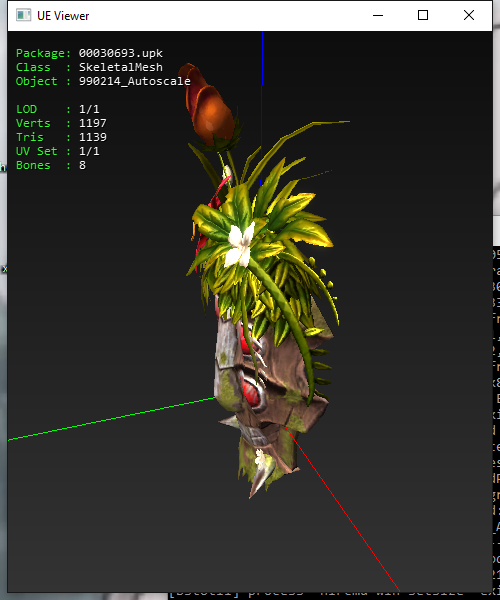 UE Viewer
Package: 00030693.upk
Class : SkeletalMesh
Object : 990214_Autoscale
LOD : 1/1
Verts : 1197
Tris : 1139
UV Set : 1/1
Bones : 8